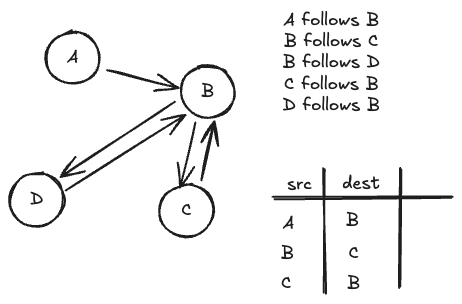 A
B
D
C
A follows B
B follows C
B follows D
C follows B
D follows B
src dest
A B
B C
C B